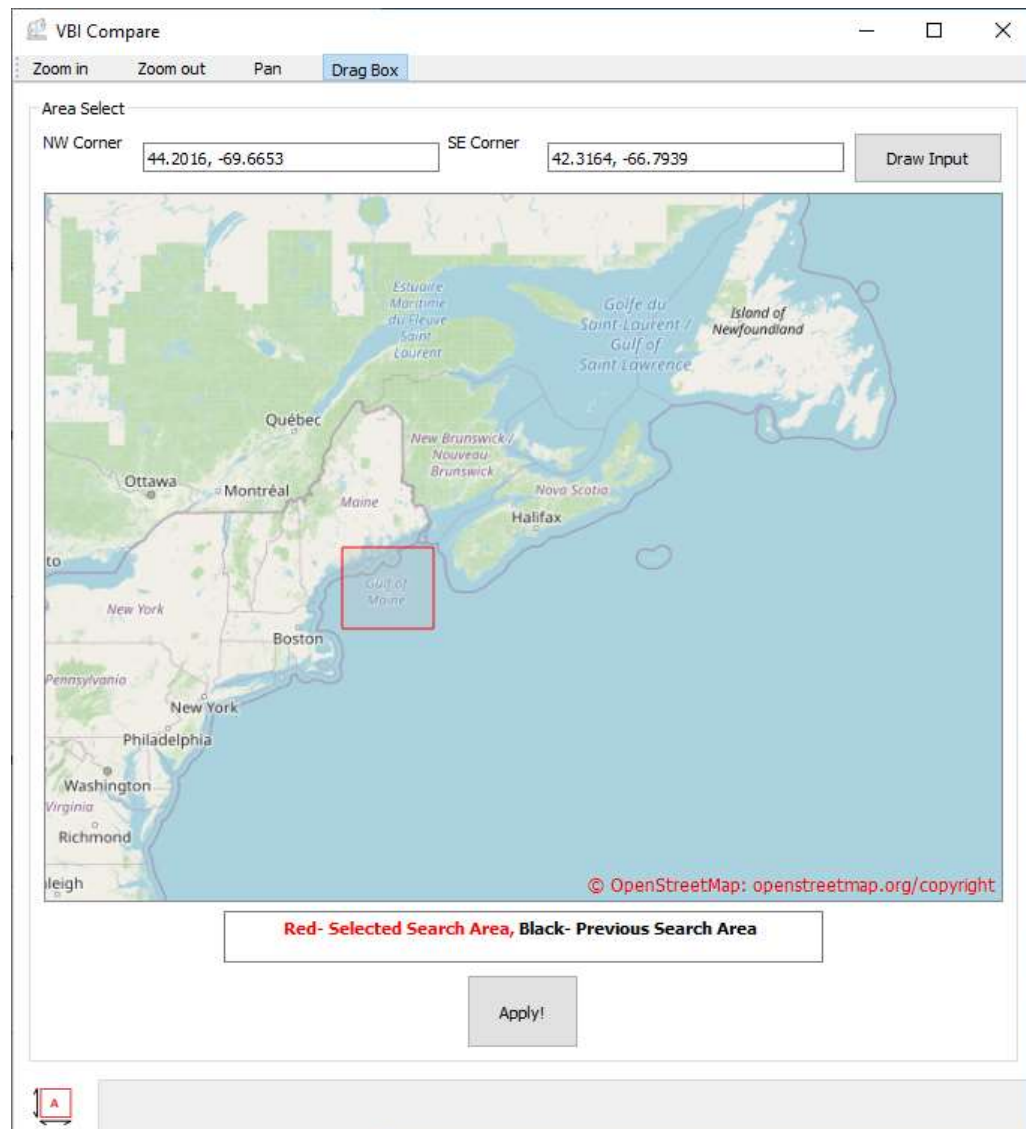 VBI Compare
Zoom in Zoom out Pan Drag Box
Area Select
NW Corner 44.2016, -69.6653 SE Corner 42.3164, -66.7939 Draw Input
Estuaire
Maritime
du Fleuve
Saint
Laurent
Golfe du
Saint-Laurent /
Gulf of
Saint Lawrence
Island of
Newfoundland
Québec
New Brunswick /
Nouveau-
Brunswick
Ottawa
Montréal
Maine
Nova Scotia
Halifax
to
Gulf of
Maine
New York
Boston
Pennsylvania
New York
Philadelphia
Washington
Virginia
Richmond
leigh
© OpenStreetMap: openstreetmap.org/copyright
Red- Selected Search Area, Black- Previous Search Area
Apply!
A